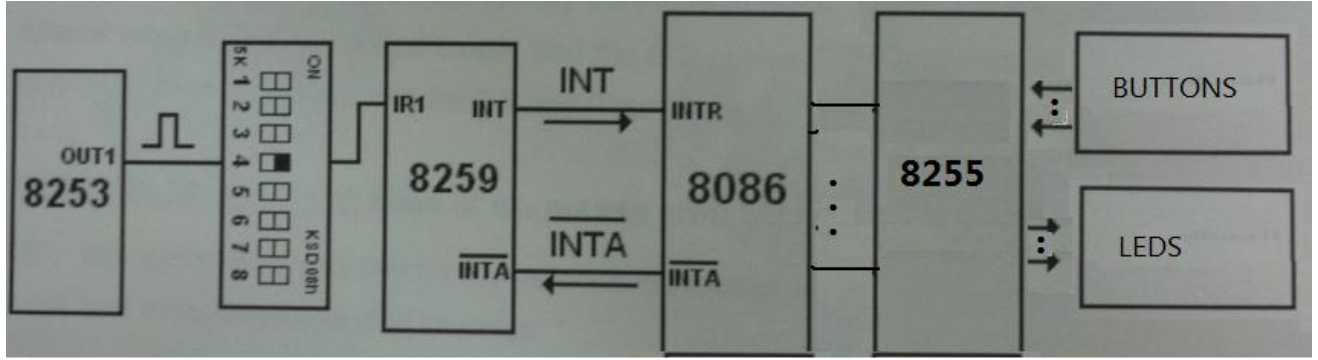 OUT1
8253
5K
ON
1
2
3
4
5
6
7
8
KSD08h
IR1
INT
8259
INTA
INT
INTA
INTR
8086
INTA
8255
BUTTONS
LEDS